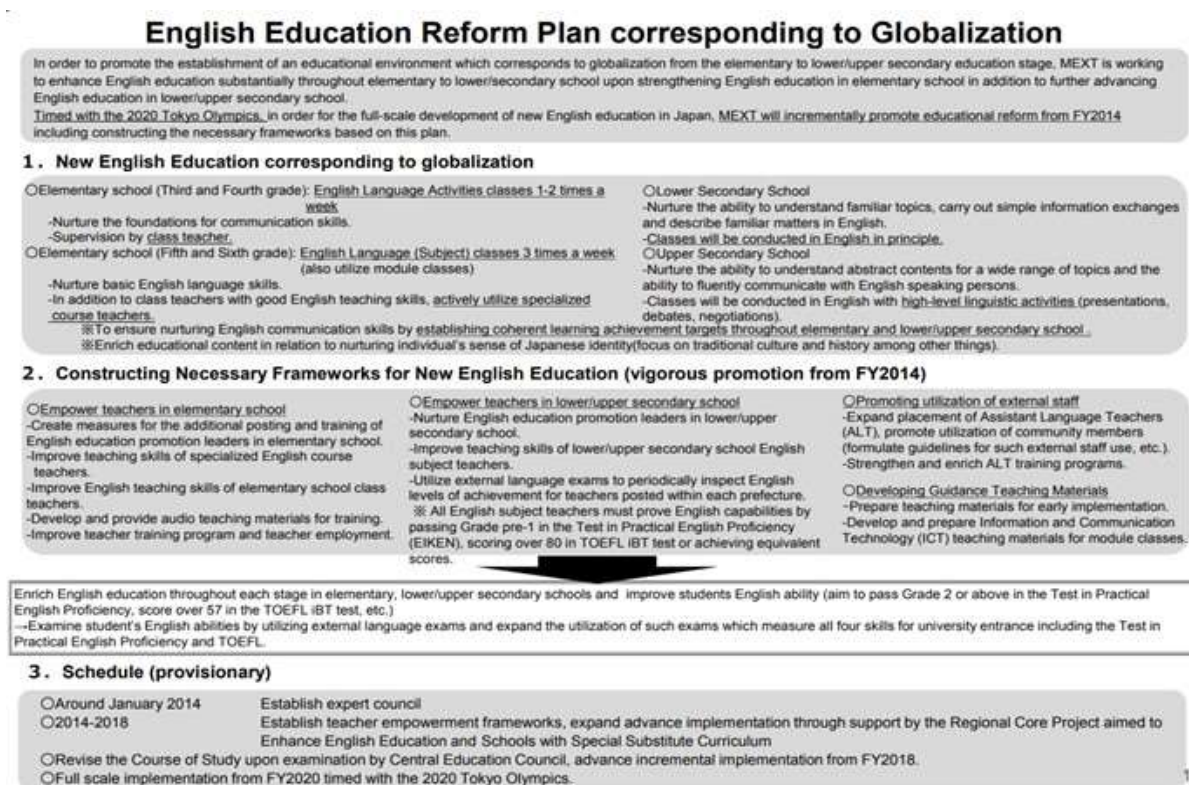 English Education Reform Plan corresponding to Globalization
In order to promote the establishment of an educational environment which corresponds to globalization from the elementary to lower/upper secondary education stage, MEXT is working
to enhance English education substantially throughout elementary to lower/secondary school upon strengthening English education in elementary school in addition to further advancing
English education in lower/upper secondary school.
Timed with the 2020 Tokyo Olympics, in order for the full-scale development of new English education in Japan, MEXT will incrementally promote educational reform from FY2014
including constructing the necessary frameworks based on this plan.
1. New English Education corresponding to globalization
○Elementary school (Third and Fourth grade): English Language Activities classes 1-2 times a
week
-Nurture the foundations for communication skills.
-Supervision by class teacher.
○Elementary school (Fifth and Sixth grade): English Language (Subject) classes 3 times a week
(also utilize module classes)
-Nurture basic English language skills.
-In addition to class teachers with good English teaching skills, actively utilize specialized
course teachers.
○Lower Secondary School
-Nurture the ability to understand familiar topics, carry out simple information exchanges
and describe familiar matters in English.
-Classes will be conducted in English in principle.
○Upper Secondary School
-Nurture the ability to understand abstract contents for a wide range of topics and the
ability to fluently communicate with English speaking persons.
-Classes will be conducted in English with high-level linguistic activities (presentations,
debates, negotiations).
※To ensure nurturing English communication skills by establishing coherent learning achievement targets throughout elementary and lower/upper secondary school.
※Enrich educational content in relation to nurturing individual's sense of Japanese identity(focus on traditional culture and history among other things).
2. Constructing Necessary Frameworks for New English Education (vigorous promotion from FY2014)
○Empower teachers in elementary school
-Create measures for the additional posting and training of
English education promotion leaders in elementary school.
-Improve teaching skills of specialized English course
teachers.
-Improve English teaching skills of elementary school class
teachers.
-Develop and provide audio teaching materials for training.
-Improve teacher training program and teacher employment.
○Empower teachers in lower/upper secondary school
-Nurture English education promotion leaders in lower/upper
secondary school.
-Improve teaching skills of lower/upper secondary school English
subject teachers.
-Utilize external language exams to periodically inspect English
levels of achievement for teachers posted within each prefecture.
※ All English subject teachers must prove English capabilities by
passing Grade pre-1 in the Test in Practical English Proficiency
(EIKEN), scoring over 80 in TOEFL iBT test or achieving equivalent
scores.
○Promoting utilization of external staff
-Expand placement of Assistant Language Teachers
(ALT), promote utilization of community members
(formulate guidelines for such external staff use, etc.).
-Strengthen and enrich ALT training programs.
○Developing Guidance Teaching Materials
-Prepare teaching materials for early implementation.
-Develop and prepare Information and Communication
Technology (ICT) teaching materials for module classes.
Enrich English education throughout each stage in elementary, lower/upper secondary schools and improve students English ability (aim to pass Grade 2 or above in the Test in Practical
English Proficiency, score over 57 in the TOEFL iBT test, etc.)
→Examine student's English abilities by utilizing external language exams and expand the utilization of such exams which measure all four skills for university entrance including the Test in
Practical English Proficiency and TOEFL.
3. Schedule (provisionary)
○Around January 2014 Establish expert council
○2014-2018 Establish teacher empowerment frameworks, expand advance implementation through support by the Regional Core Project aimed to
Enhance English Education and Schools with Special Substitute Curriculum
○Revise the Course of Study upon examination by Central Education Council, advance incremental implementation from FY2018.
○Full scale implementation from FY2020 timed with the 2020 Tokyo Olympics.
1